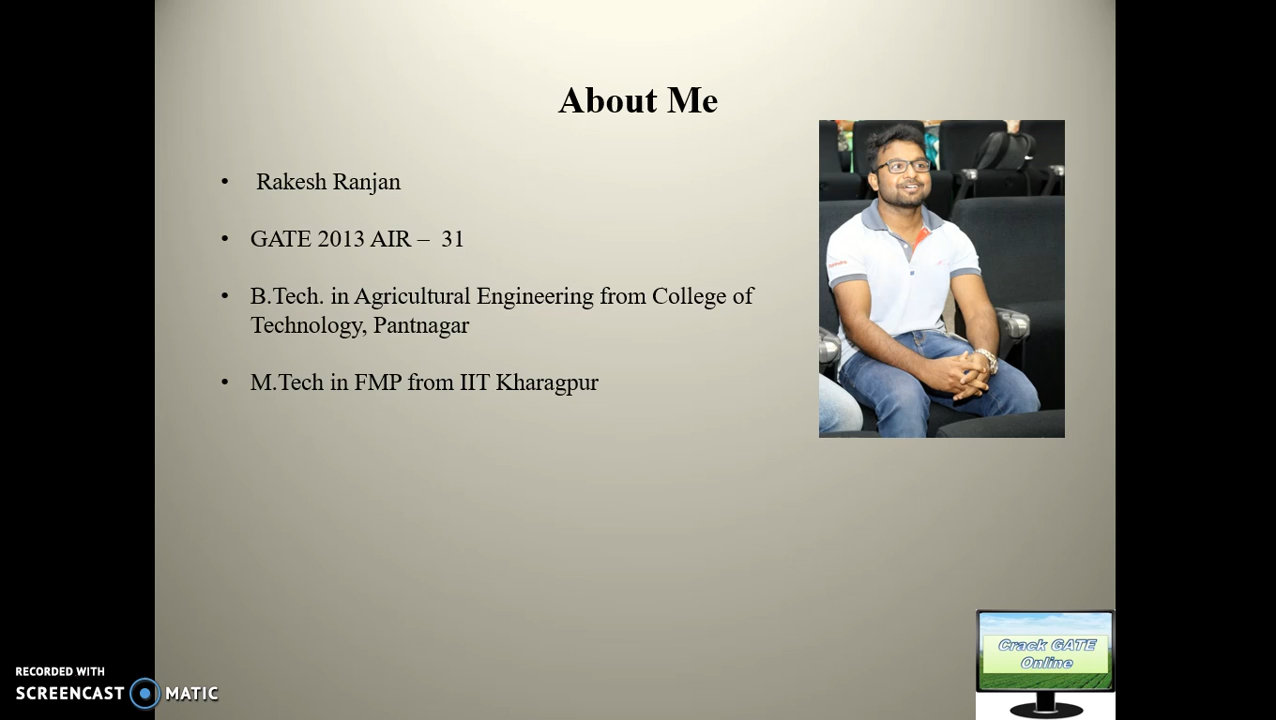 About Me
• Rakesh Ranjan
• GATE 2013 AIR – 31
• B.Tech. in Agricultural Engineering from College of
Technology, Pantnagar
• M.Tech in FMP from IIT Kharagpur
Crack GATE
Online
RECORDED WITH
SCREENCAST MATIC